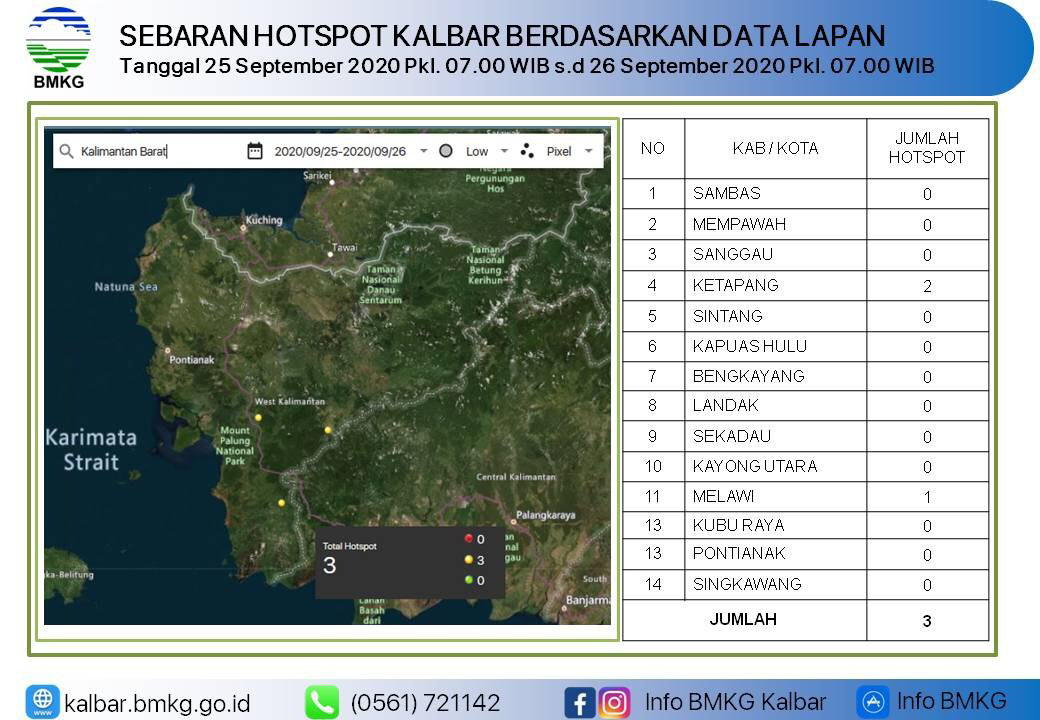 SEBARAN HOTSPOT KALBAR BERDASARKAN DATA LAPAN
Tanggal 25 September 2020 Pkl. 07.00 WIB s.d 26 September 2020 Pkl. 07.00 WIB
BMKG
Kalimantan Barat 2020/09/25-2020/09/26 Low Pixel
Sarikei
Pergunungan
Hos
Kuching
Tawai
Taman
Nasional
Betung
Kerihun
Taman
Nasional
Danau
Sentarum
Natuna Sea
Pontianak
West Kalimantan
Mount
Palung
National
Park
Karimata
Strait
Central Kalimantan
Palangkaraya
Total Hotspot
3
0
3
0
ka-Belitung
South
Banjarma
Lahan
Basah
dari
NO KAB / KOTA JUMLAH HOTSPOT
1 SAMBAS 0
2 MEMPAWAH 0
3 SANGGAU 0
4 KETAPANG 2
5 SINTANG 0
6 KAPUAS HULU 0
7 BENGKAYANG 0
8 LANDAK 0
9 SEKADAU 0
10 KAYONG UTARA 0
11 MELAWI 1
13 KUBU RAYA 0
13 PONTIANAK 0
14 SINGKAWANG 0
JUMLAH 3
kalbar.bmkg.go.id (0561) 721142 Info BMKG Kalbar Info BMKG